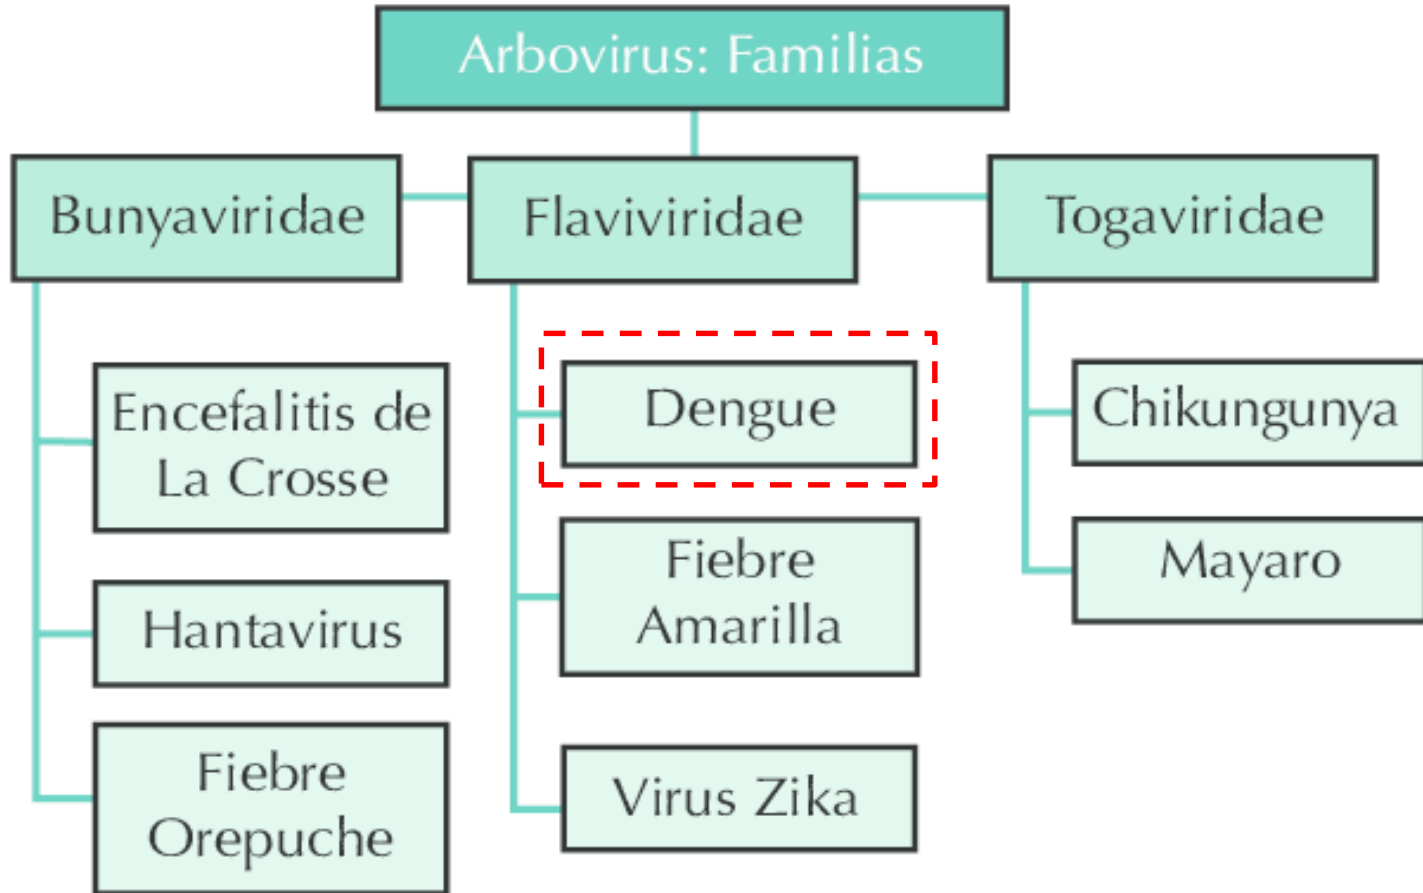 Arbovirus: Familias
Bunyaviridae
Flaviviridae
Togaviridae
Encefalitis de
La Crosse
Hantavirus
Fiebre
Orepuche
Dengue
Fiebre
Amarilla
Virus Zika
Chikungunya
Mayaro